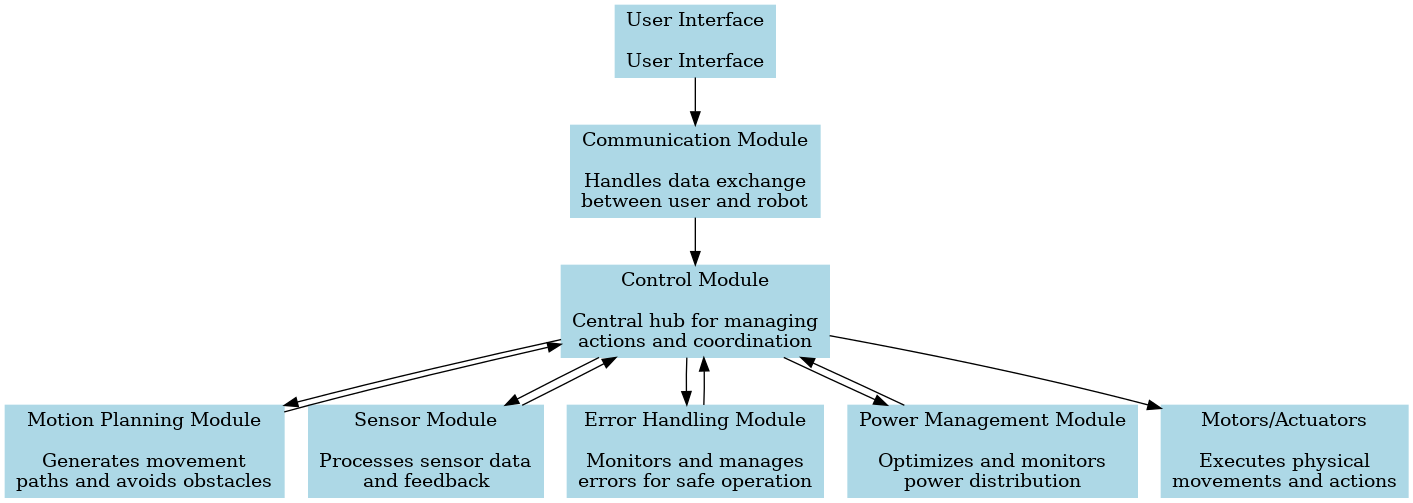 User Interface
User Interface
Communication Module
Handles data exchange
between user and robot
Control Module
Central hub for managing
actions and coordination
Motion Planning Module
Generates movement
paths and avoids obstacles
Sensor Module
Processes sensor data
and feedback
Error Handling Module
Monitors and manages
errors for safe operation
Power Management Module
Optimizes and monitors
power distribution
Motors/Actuators
Executes physical
movements and actions